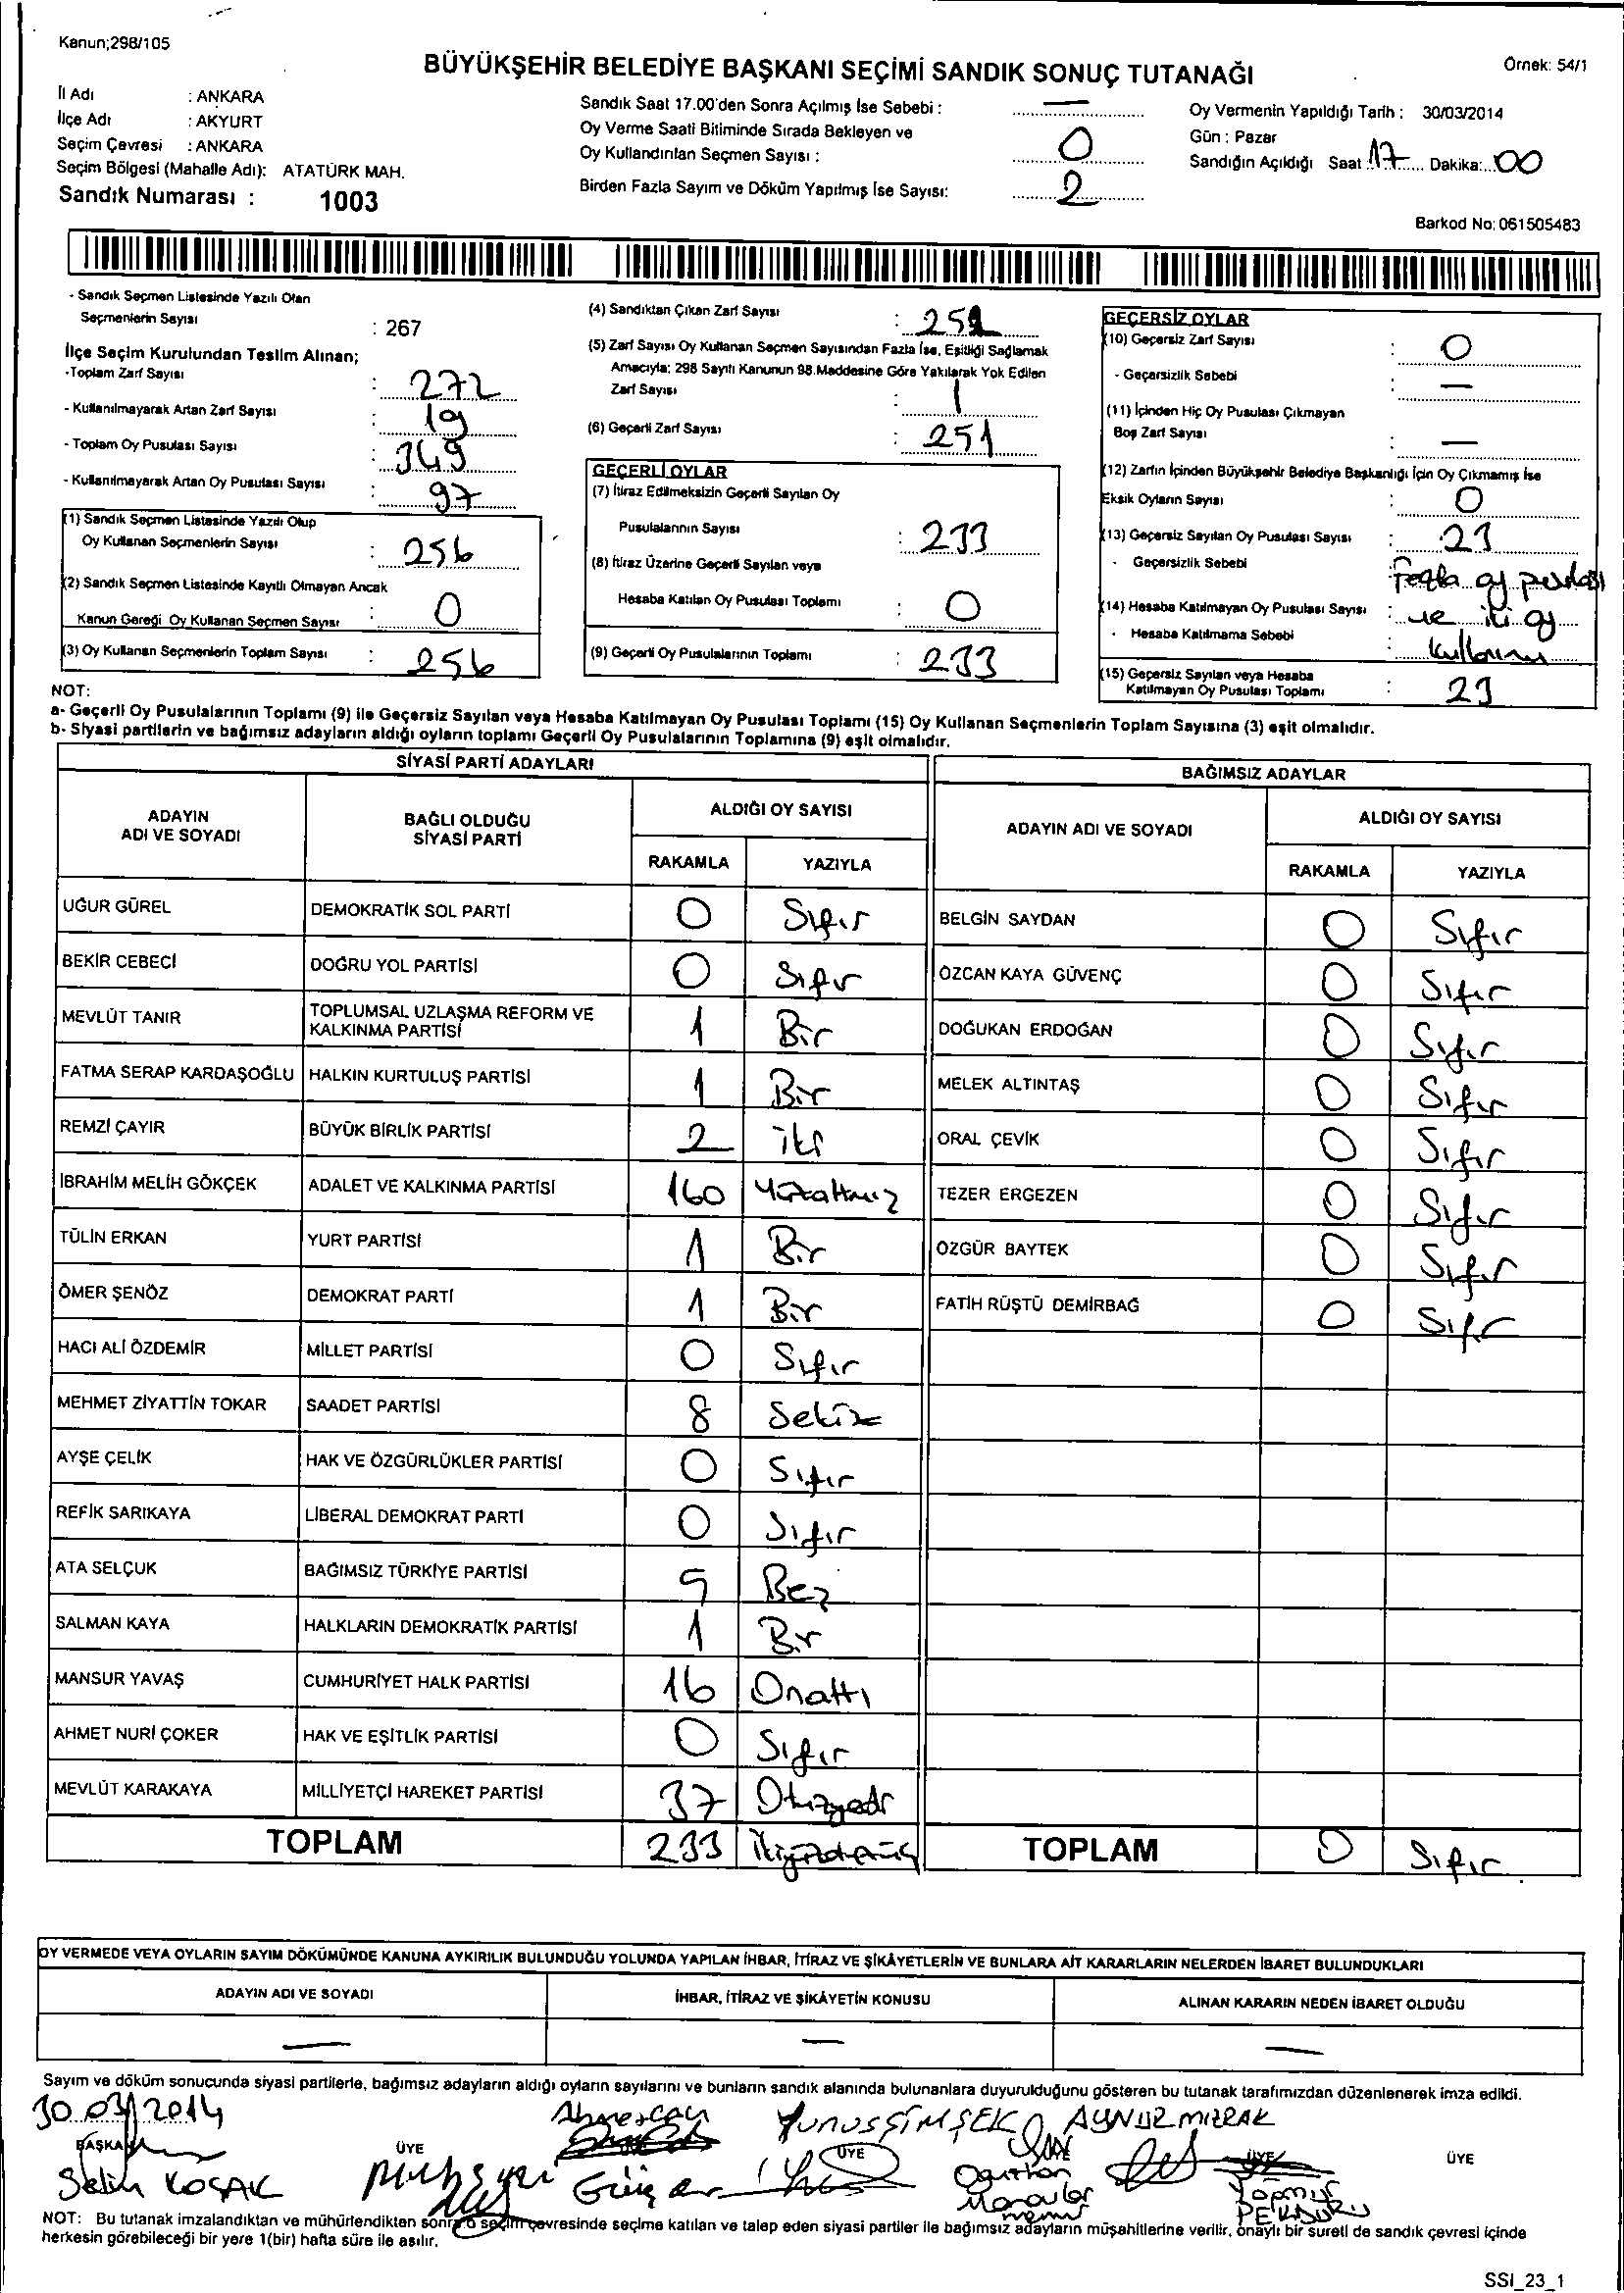 Kanun;298/105
BÜYÜKŞEHİR BELEDİYE BAŞKANI SEÇİMİ SANDIK SONUÇ TUTANAĞI
Örnek: 54/1
İl Adı : ANKARA
İlçe Adı : AKYURT
Seçim Çevresi : ANKARA
Seçim Bölgesi (Mahalle Adı): ATATÜRK MAH.
Sandık Numarası : 1003
Sandık Saat 17.00'den Sonra Açılmış İse Sebebi : —
Oy Verme Saati Bitiminde Sırada Bekleyen ve
Oy Kullandırılan Seçmen Sayısı : 0
Birden Fazla Sayım ve Döküm Yapılmış İse Sayısı: 2
Oy Vermenin Yapıldığı Tarih : 30/03/2014
Gün : Pazar
Sandığın Açıldığı Saat 17 Dakika: 00
Barkod No: 061505483
- Sandık Seçmen Listesinde Yazılı Olan
Seçmenlerin Sayısı : 267
İlçe Seçim Kurulundan Teslim Alınan;
-Toplam Zarf Sayısı : 272
- Kullanılmayarak Artan Zarf Sayısı : 19
- Toplam Oy Pusulası Sayısı : 349
- Kullanılmayarak Artan Oy Pusulası Sayısı : 97
(1) Sandık Seçmen Listesinde Yazılı Olup
Oy Kullanan Seçmenlerin Sayısı : 256
(2) Sandık Seçmen Listesinde Kayıtlı Olmayan Ancak
Kanun Gereği Oy Kullanan Seçmen Sayısı : 0
(3) Oy Kullanan Seçmenlerin Toplam Sayısı : 256
(4) Sandıktan Çıkan Zarf Sayısı :
(5) Zarf Sayısı Oy Kullanan Seçmen Sayısından Fazla İse, Eşitliği Sağlamak
Amacıyla; 298 Sayılı Kanunun 98.Maddesine Göre Yakılarak Yok Edilen
Zarf Sayısı : 1
(6) Geçerli Zarf Sayısı : 251
GEÇERLİ OYLAR
(7) İtiraz Edilmeksizin Geçerli Sayılan Oy
Pusulalarının Sayısı : 233
(8) İtiraz Üzerine Geçerli Sayılan veya
Hesaba Katılan Oy Pusulası Toplamı : 0
(9) Geçerli Oy Pusulalarının Toplamı : 233
GEÇERSİZ OYLAR
(10) Geçersiz Zarf Sayısı : 0
- Geçersizlik Sebebi : —
(11) İçinden Hiç Oy Pusulası Çıkmayan
Boş Zarf Sayısı : —
(12) Zarfın İçinden Büyükşehir Belediye Başkanlığı İçin Oy Çıkmamış İse
Eksik Oyların Sayısı : 0
(13) Geçersiz Sayılan Oy Pusulası Sayısı : 23
- Geçersizlik Sebebi : Fazla oy pusulası
(14) Hesaba Katılmayan Oy Pusulası Sayısı : ve iki oy
- Hesaba Katılmama Sebebi : kullanımı
(15) Geçersiz Sayılan veya Hesaba
Katılmayan Oy Pusulası Toplamı : 23
NOT:
a- Geçerli Oy Pusulalarının Toplamı (9) ile Geçersiz Sayılan veya Hesaba Katılmayan Oy Pusulası Toplamı (15) Oy Kullanan Seçmenlerin Toplam Sayısına (3) eşit olmalıdır.
b- Siyasi partilerin ve bağımsız adayların aldığı oyların toplamı Geçerli Oy Pusulalarının Toplamına (9) eşit olmalıdır.
SİYASİ PARTİ ADAYLARI
ADAYIN ADI VE SOYADI
BAĞLI OLDUĞU SİYASİ PARTİ
ALDIĞI OY SAYISI
RAKAMLA YAZIYLA
UĞUR GÜREL DEMOKRATİK SOL PARTİ 0 Sıfır
BEKİR CEBECİ DOĞRU YOL PARTİSİ 0 Sıfır
MEVLÜT TANIR TOPLUMSAL UZLAŞMA REFORM VE KALKINMA PARTİSİ 1 Bir
FATMA SERAP KARDAŞOĞLU HALKIN KURTULUŞ PARTİSİ 1 Bir
REMZİ ÇAYIR BÜYÜK BİRLİK PARTİSİ 2 iki
İBRAHİM MELİH GÖKÇEK ADALET VE KALKINMA PARTİSİ 160 Yüzaltmış
TÜLİN ERKAN YURT PARTİSİ 1 Bir
ÖMER ŞENÖZ DEMOKRAT PARTİ 1 Bir
HACI ALİ ÖZDEMİR MİLLET PARTİSİ 0 Sıfır
MEHMET ZİYATTİN TOKAR SAADET PARTİSİ 8 Sekiz
AYŞE ÇELİK HAK VE ÖZGÜRLÜKLER PARTİSİ 0 Sıfır
REFİK SARIKAYA LİBERAL DEMOKRAT PARTİ 0 Sıfır
ATA SELÇUK BAĞIMSIZ TÜRKİYE PARTİSİ 5 Beş
SALMAN KAYA HALKLARIN DEMOKRATİK PARTİSİ 1 Bir
MANSUR YAVAŞ CUMHURİYET HALK PARTİSİ 16 Onaltı
AHMET NURİ ÇOKER HAK VE EŞİTLİK PARTİSİ 0 Sıfır
MEVLÜT KARAKAYA MİLLİYETÇİ HAREKET PARTİSİ 37 Otuzyedi
TOPLAM 233 ikiyüzotuzüç
BAĞIMSIZ ADAYLAR
ADAYIN ADI VE SOYADI
ALDIĞI OY SAYISI
RAKAMLA YAZIYLA
BELGİN SAYDAN 0 Sıfır
ÖZCAN KAYA GÜVENÇ 0 Sıfır
DOĞUKAN ERDOĞAN 0 Sıfır
MELEK ALTINTAŞ 0 Sıfır
ORAL ÇEVİK 0 Sıfır
TEZER ERGEZEN 0 Sıfır
ÖZGÜR BAYTEK 0 Sıfır
FATİH RÜŞTÜ DEMİRBAĞ 0 Sıfır
TOPLAM 0 Sıfır
OY VERMEDE VEYA OYLARIN SAYIM DÖKÜMÜNDE KANUNA AYKIRILIK BULUNDUĞU YOLUNDA YAPILAN İHBAR, İTİRAZ VE ŞİKÂYETLERİN VE BUNLARA AİT KARARLARIN NELERDEN İBARET BULUNDUKLARI
ADAYIN ADI VE SOYADI İHBAR, İTİRAZ VE ŞİKÂYETİN KONUSU ALINAN KARARIN NEDEN İBARET OLDUĞU
— — —
Sayım ve döküm sonucunda siyasi partilerle, bağımsız adayların aldığı oyların sayılarını ve bunların sandık alanında bulunanlara duyurulduğunu gösteren bu tutanak tarafımızdan düzenlenerek imza edildi.
30.03/2014
YUNUS ŞİMŞEK AYNUR MIZRAK
BAŞKAN ÜYE ÜYE ÜYE ÜYE
Selim KOÇAK
NOT: Bu tutanak imzalandıktan ve mühürlendikten sonra o seçim çevresinde seçime katılan ve talep eden siyasi partiler ile bağımsız adayların müşahitlerine verilir, onaylı bir sureti de sandık çevresi içinde
herkesin görebileceği bir yere 1(bir) hafta süre ile asılır.
SSI_23_1